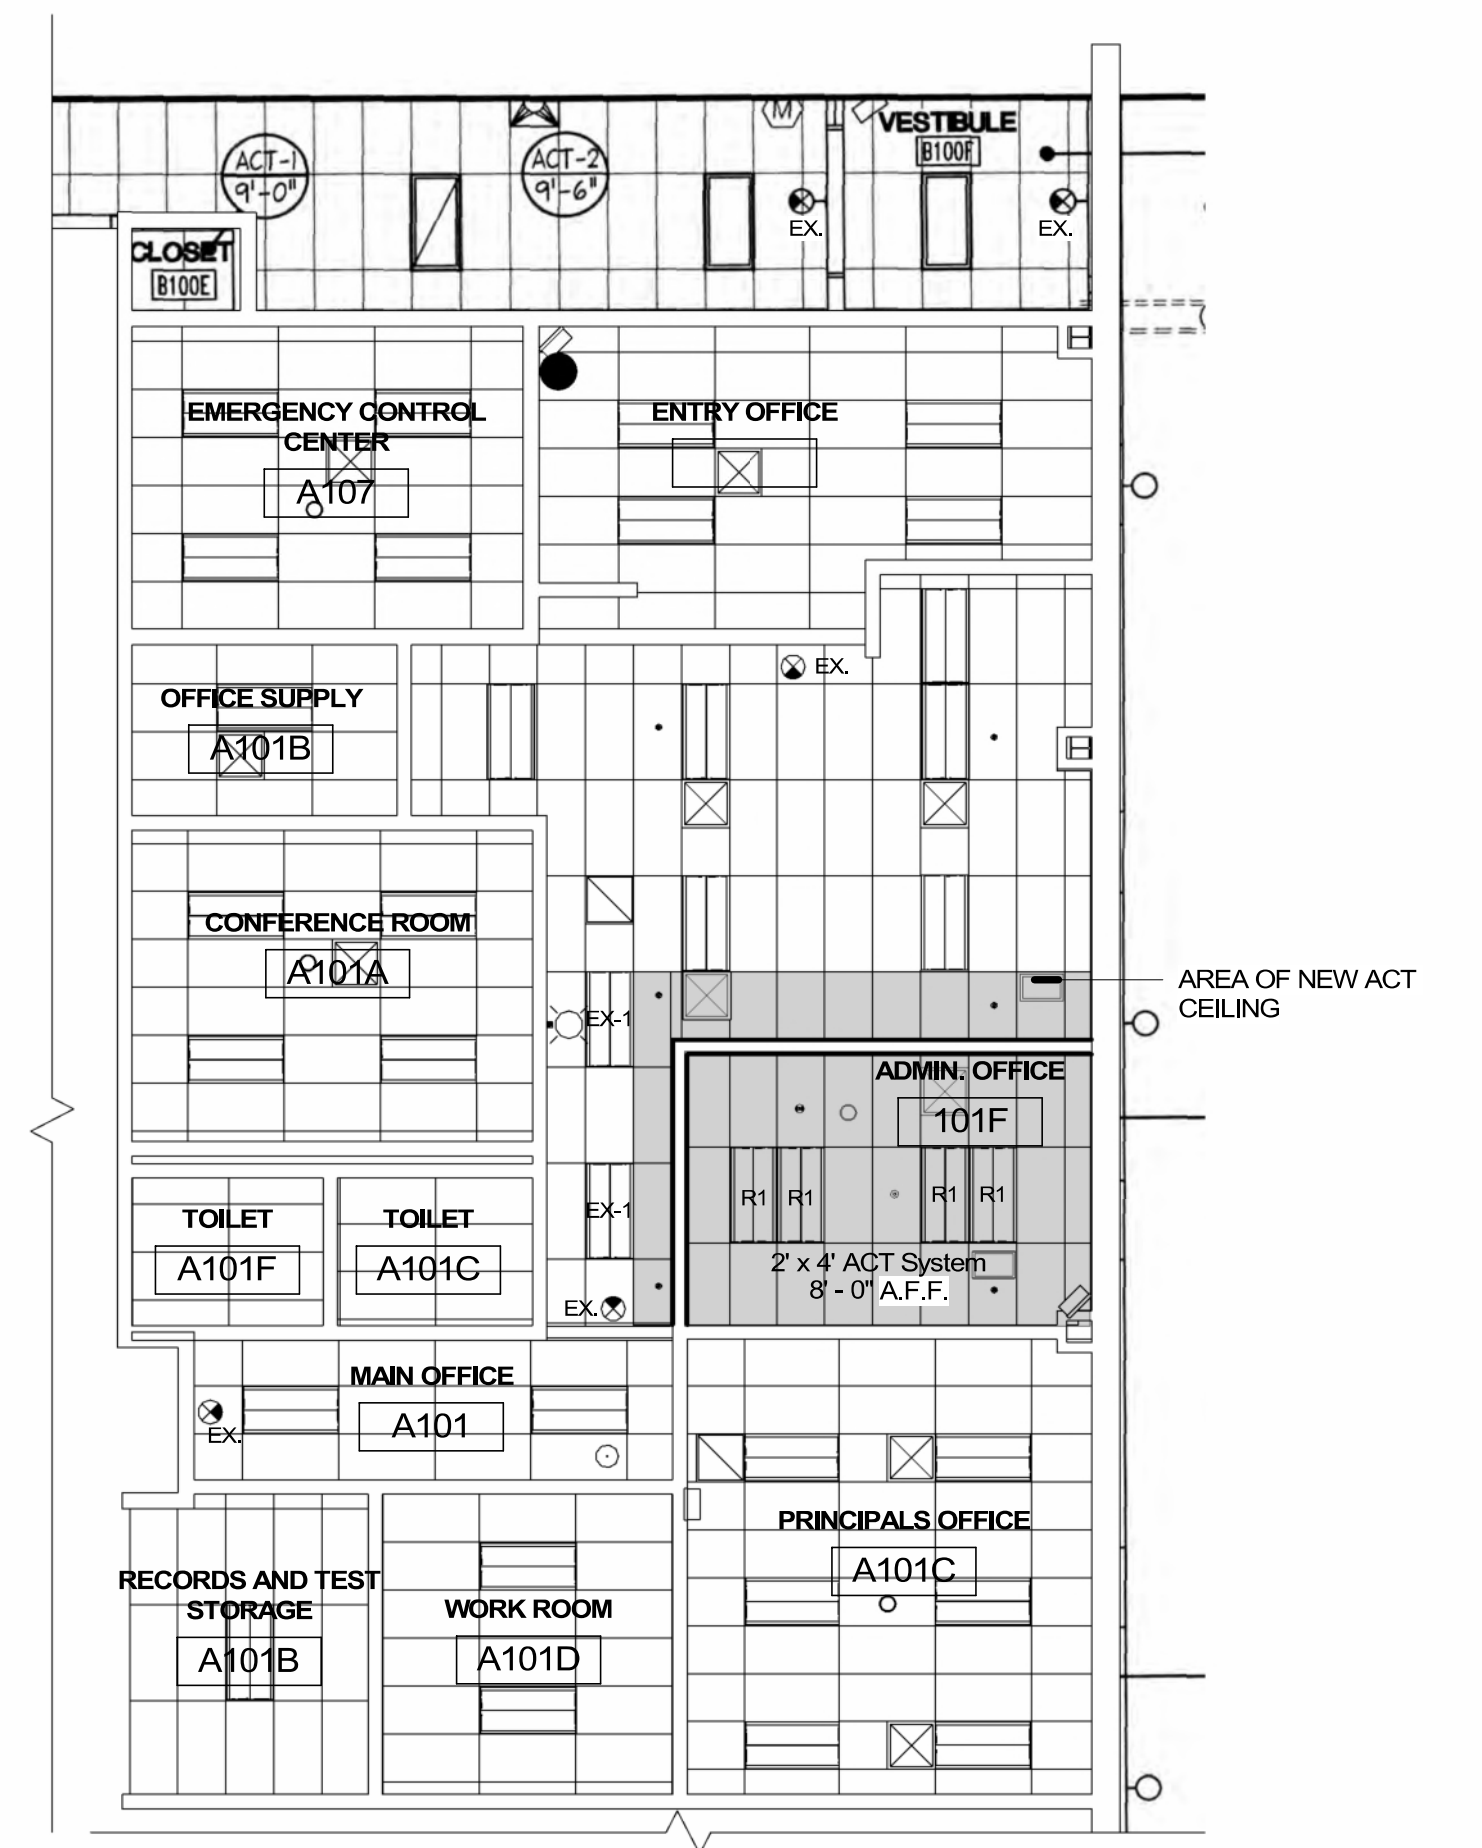 ACT-1
9'-0"
ACT-2
9'-6"
M
VESTIBULE
B100F
EX.
EX.
CLOSET
B100E
EMERGENCY CONTROL
CENTER
A107
ENTRY OFFICE
EX.
OFFICE SUPPLY
A101B
CONFERENCE ROOM
A101A
AREA OF NEW ACT
CEILING
EX-1
ADMIN. OFFICE
101F
EX-1
R1
R1
R1
R1
2' x 4' ACT System
8' - 0" A.F.F.
TOILET
A101F
TOILET
A101C
EX.
MAIN OFFICE
A101
EX.
PRINCIPALS OFFICE
A101C
RECORDS AND TEST
STORAGE
A101B
WORK ROOM
A101D